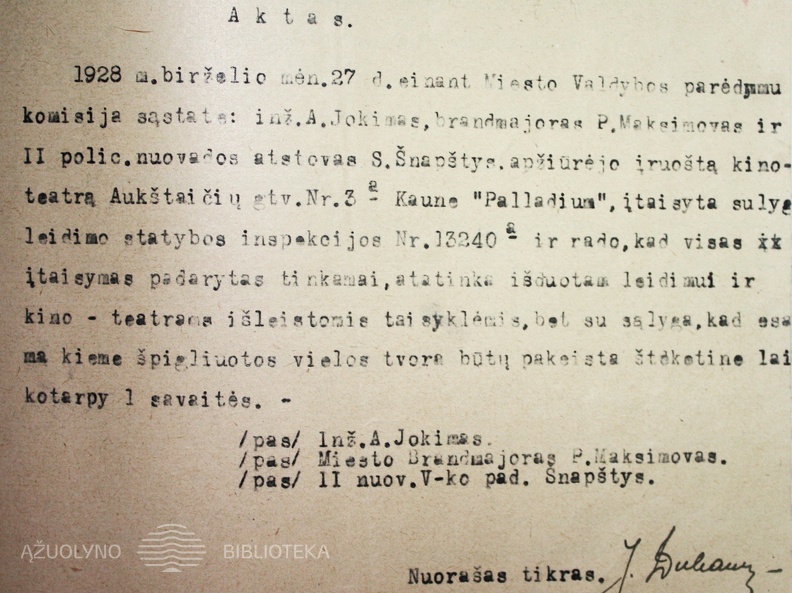 Aktas.
1928 m.birželio mėn.27 d.einant Miesto Valdybos parėdymu
komisija sąstate: inž.A.Jokimas,brandmajoras P.Maksimovas ir
II polic.nuovados atstovas S.Šnapštys.apžiūrėjo įruoštą kino-
teatrą Aukštaičių gtv.Nr.3 a Kaune "Palladium",įtaisyta sulyg
leidimo statybos inspekcijos Nr.13240 a ir rado,kad visas
įtaisymas padarytas tinkamai,atatinka išduotam leidimui ir
kino - teatrams išleistomis taisyklėmis,bet su sąlyga,kad esa
ma kieme špigliuotos vielos tvora būtų pakeista štėketine lai
kotarpy 1 savaitės. -
/pas/ Inž.A.Jokimas.
/pas/ Miesto Brandmajoras P.Maksimovas.
/pas/ II nuov.V-ko pad. Šnapštys.
ĄŽUOLYNO BIBLIOTEKA
Nuorašas tikras. J.